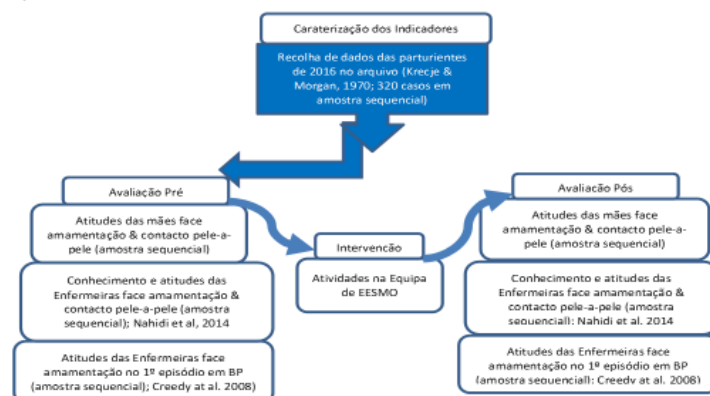 Caraterização dos Indicadores
Recolha de dados das parturientes
de 2016 no arquivo (Krecje &
Morgan, 1970; 320 casos em
amostra sequencial)
Avaliação Pré
Atitudes das mães face
amamentação & contacto pele-a-
pele (amostra sequencial)
Conhecimento e atitudes das
Enfermeiras face amamentação &
contacto pele-a-pele (amostra
sequencial); Nahidi et al, 2014
Atitudes das Enfermeiras face
amamentação no 1º episódio em BP
(amostra sequencial); Creedy at al. 2008)
Intervencão
Atividades na Equipa
de EESMO
Avaliacão Pós
Atitudes das mães face
amamentação & contacto pele-a-
pele (amostra sequencial)
Conhecimento e atitudes das
Enfermeiras face amamentação &
contacto pele-a-pele (amostra
sequencial): Nahidi et al. 2014
Atitudes das Enfermeiras face
amamentação no 1º episódio em BP
(amostra sequencial): Creedy at al. 2008)